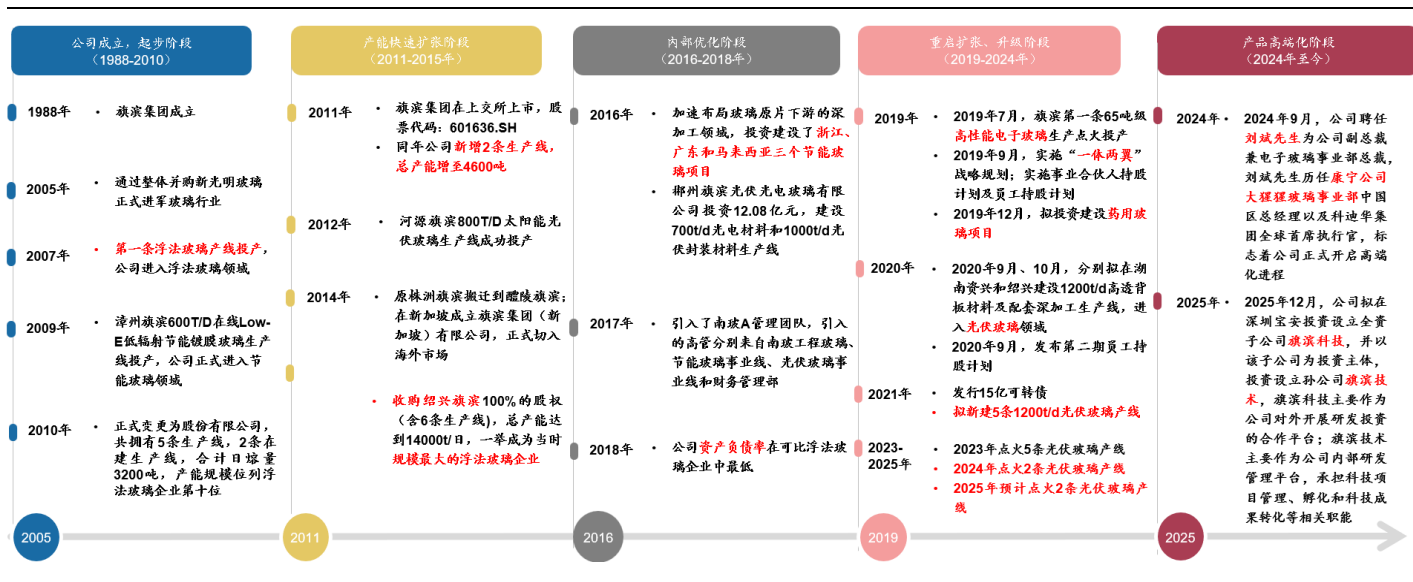 公司成立，起步阶段
（1988-2010）
1988年
• 旗滨集团成立
2005年
• 通过整体并购新光明玻璃
正式进军玻璃行业
2007年
• 第一条浮法玻璃产线投产，
公司进入浮法玻璃领域
2009年
• 漳州旗滨600T/D在线Low-
E低辐射节能镀膜玻璃生产
线投产，公司正式进入节
能玻璃领域
2010年
• 正式变更为股份有限公司，
共拥有5条生产线，2条在
建生产线，合计日熔量
3200吨，产能规模位列浮
法玻璃企业第十位
2005
产能快速扩张阶段
（2011-2015年）
2011年
• 旗滨集团在上交所上市，股
票代码：601636.SH
• 同年公司新增2条生产线，
总产能增至4600吨
2012年
• 河源旗滨800T/D太阳能光
伏玻璃生产线成功投产
2014年
• 原株洲旗滨搬迁到醴陵旗滨；
在新加坡成立旗滨集团（新
加坡）有限公司，正式切入
海外市场
• 收购绍兴旗滨100%的股权
（含6条生产线)，总产能达
到14000t/日，一举成为当时
规模最大的浮法玻璃企业
2011
内部优化阶段
（2016-2018年）
2016年
• 加速布局玻璃原片下游的深
加工领域，投资建设了浙江、
广东和马来西亚三个节能玻
璃项目
• 郴州旗滨光伏光电玻璃有限
公司投资12.08亿元，建设
700t/d光电材料和1000t/d光
伏封装材料生产线
2017年
• 引入了南玻A管理团队，引入
的高管分别来自南玻工程玻璃、
节能玻璃事业线、光伏玻璃事
业线和财务管理部
2018年
• 公司资产负债率在可比浮法玻
璃企业中最低
2016
重启扩张、升级阶段
（2019-2024年）
2019年
• 2019年7月，旗滨第一条65吨级
高性能电子玻璃生产点火投产
• 2019年9月，实施“一体两翼”
战略规划；实施事业合伙人持股
计划及员工持股计划
• 2019年12月，拟投资建设药用玻
璃项目
2020年
• 2020年9月、10月，分别拟在湖
南资兴和绍兴建设1200t/d高透背
板材料及配套深加工生产线，进
入光伏玻璃领域
• 2020年9月，发布第二期员工持
股计划
2021年
• 发行15亿可转债
• 拟新建5条1200t/d光伏玻璃产线
2023-
2025年
• 2023年点火5条光伏玻璃产线
• 2024年点火2条光伏玻璃产线
• 2025年预计点火2条光伏玻璃产
线
2019
产品高端化阶段
（2024年至今）
2024年
• 2024年9月，公司聘任
刘斌先生为公司副总裁
兼电子玻璃事业部总裁，
刘斌先生历任康宁公司
大猩猩玻璃事业部中国
区总经理以及科迪华集
团全球首席执行官，标
志着公司正式开启高端
化进程
2025年
• 2025年12月，公司拟在
深圳宝安投资设立全资
子公司旗滨科技，并以
该子公司为投资主体，
投资设立孙公司旗滨技
术，旗滨科技主要作为
公司对外开展研发投资
的合作平台；旗滨技术
主要作为公司内部研发
管理平台，承担科技项
目管理、孵化和科技成
果转化等相关职能
2025